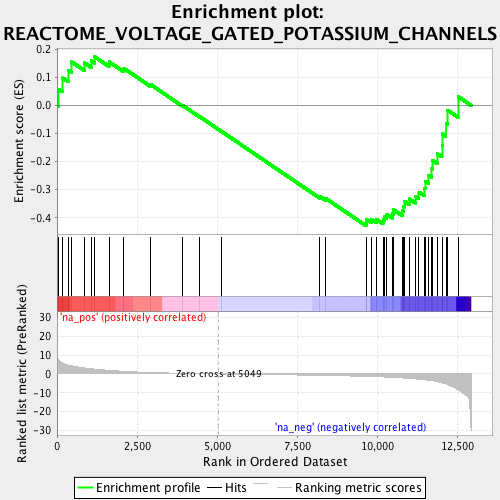 Enrichment plot:
REACTOME_VOLTAGE_GATED_POTASSIUM_CHANNELS
Enrichment score (ES)
0.2
0.1
0.0
-0.1
-0.2
-0.3
-0.4
'na_pos' (positively correlated)
Ranked list metric (PreRanked)
30
20
10
0
-10
-20
-30
Zero cross at 5049
'na_neg' (negatively correlated)
0
2,500
5,000
7,500
10,000
12,500
Rank in Ordered Dataset
Enrichment profile
Hits
Ranking metric scores